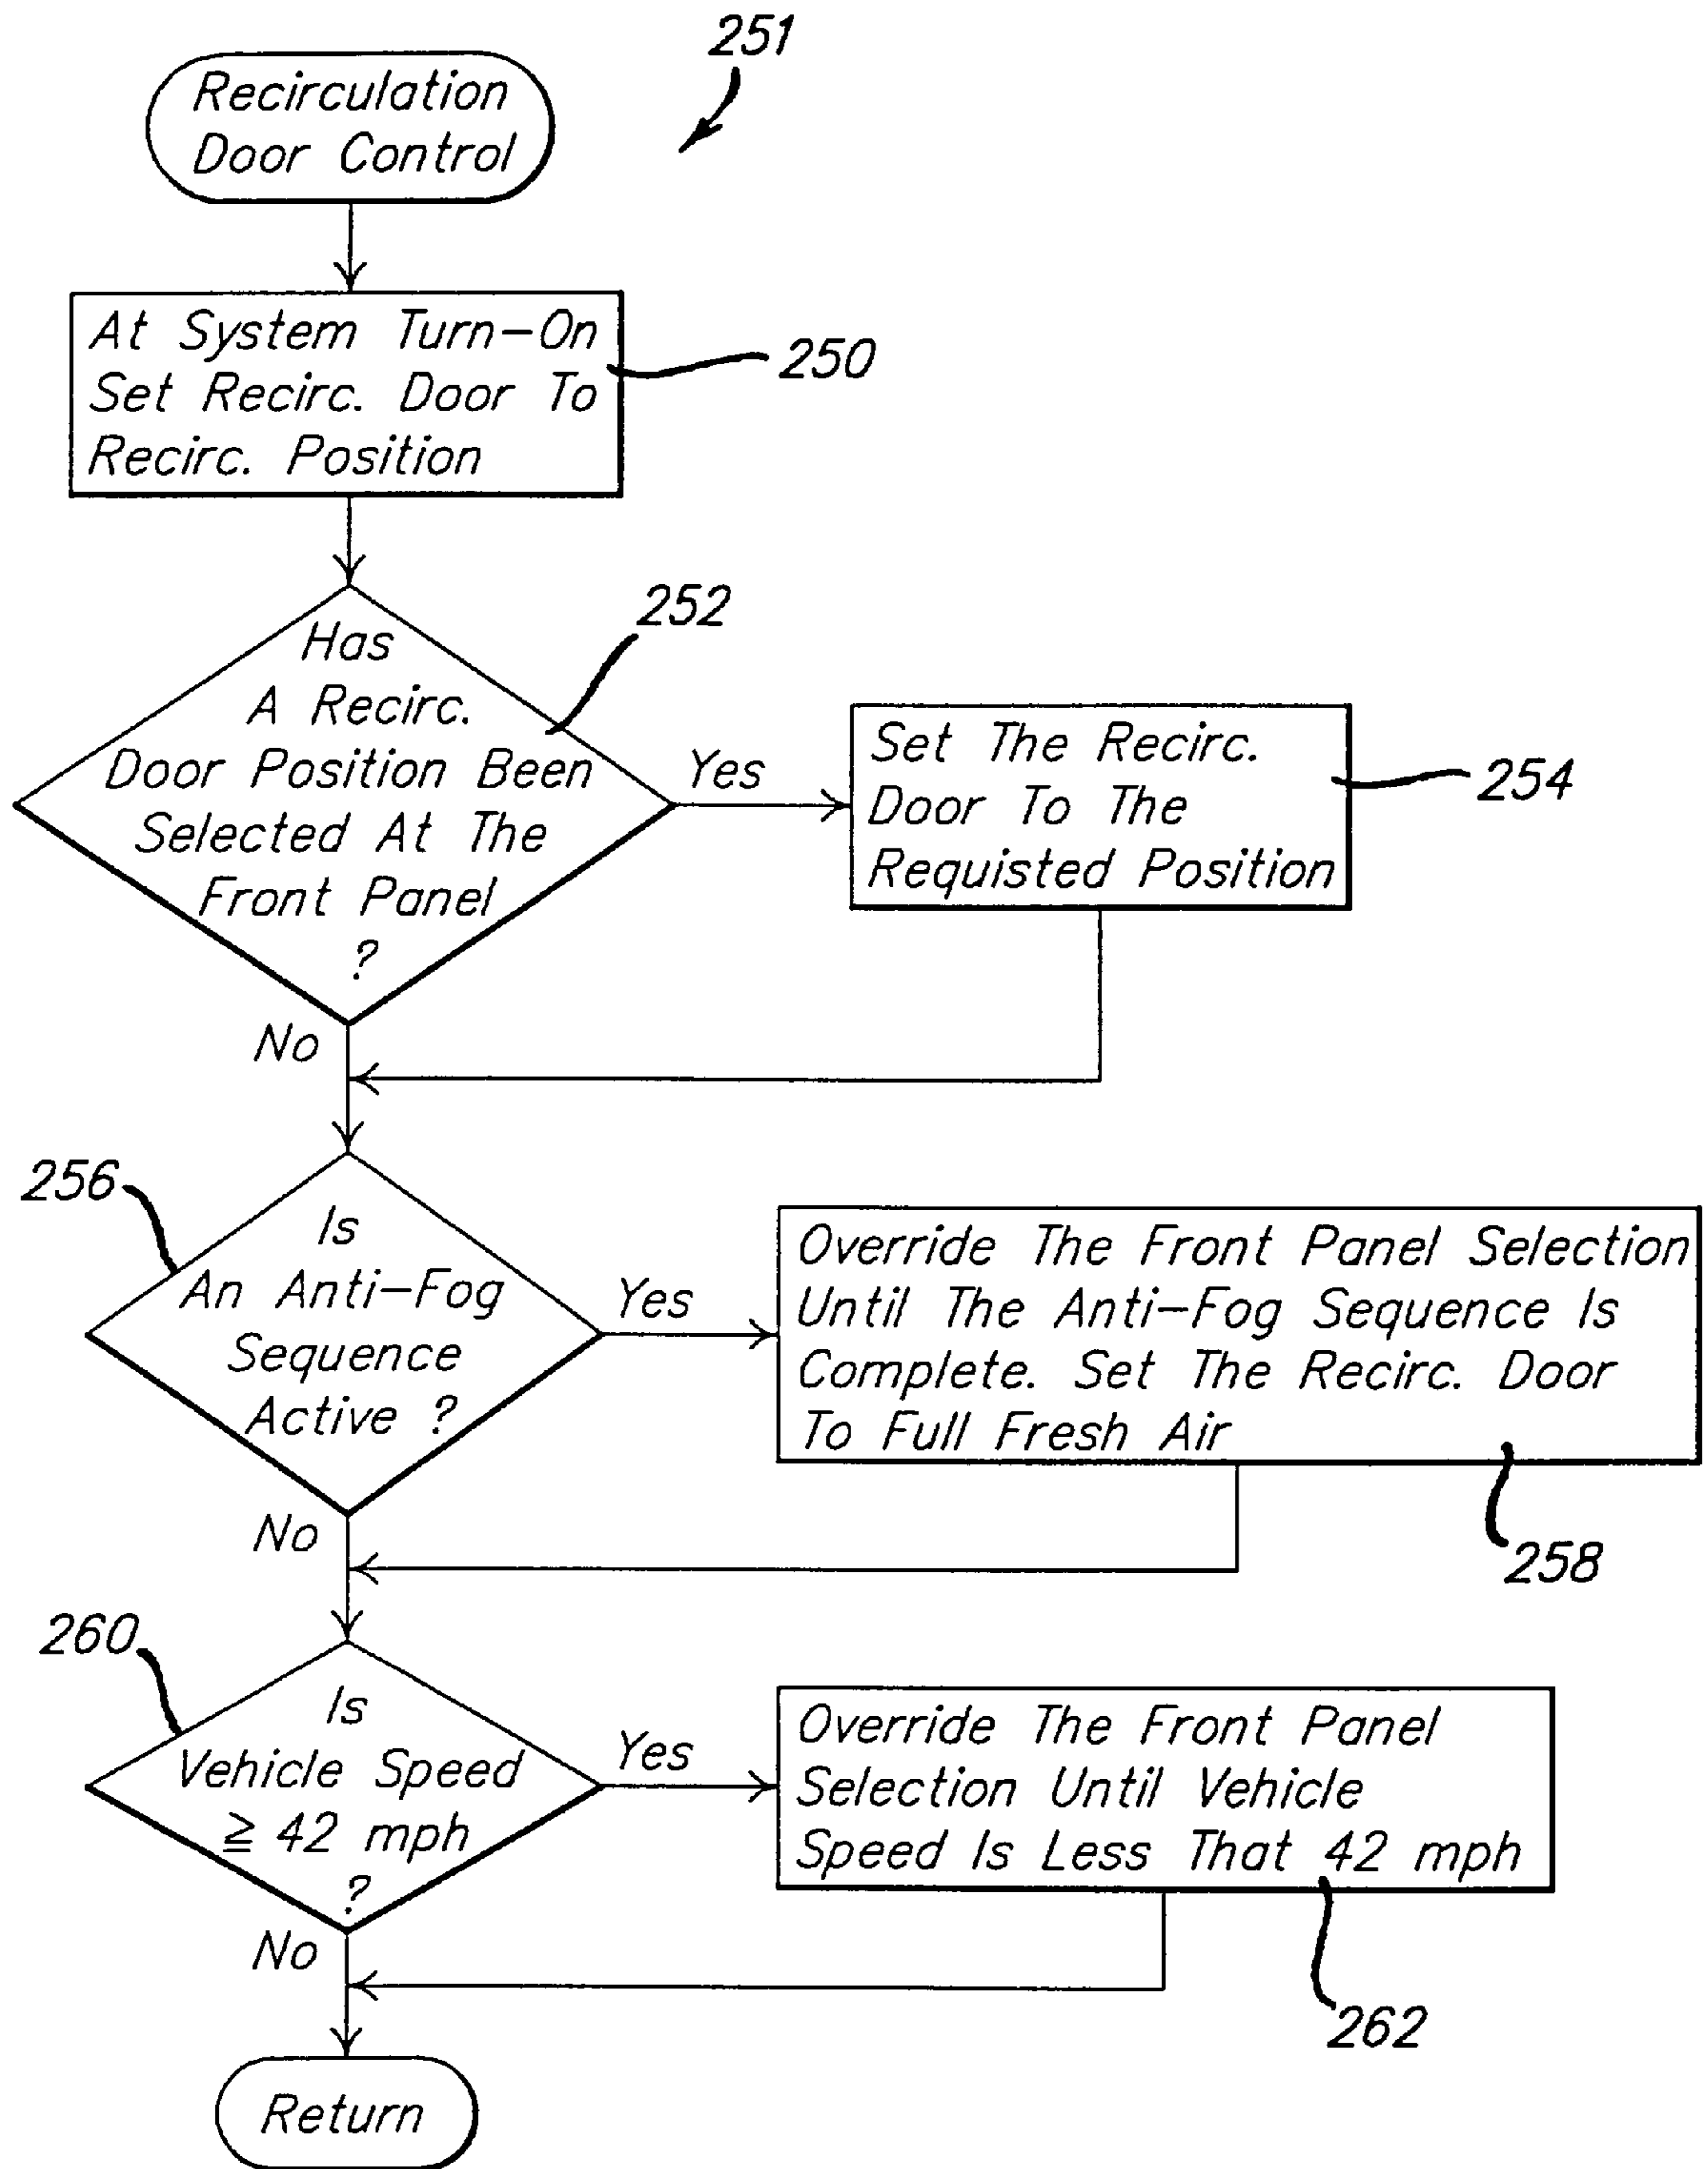 251
Recirculation
Door Control
At System Turn-On
Set Recirc. Door To
Recirc. Position
250
Has
A Recirc.
Door Position Been
Selected At The
Front Panel
?
252
Yes
Set The Recirc.
Door To The
Requisted Position
254
No
256
Is
An Anti-Fog
Sequence
Active ?
Yes
Override The Front Panel Selection
Until The Anti-Fog Sequence Is
Complete. Set The Recirc. Door
To Full Fresh Air
258
No
260
Is
Vehicle Speed
≧ 42 mph
?
Yes
Override The Front Panel
Selection Until Vehicle
Speed Is Less That 42 mph
262
No
Return